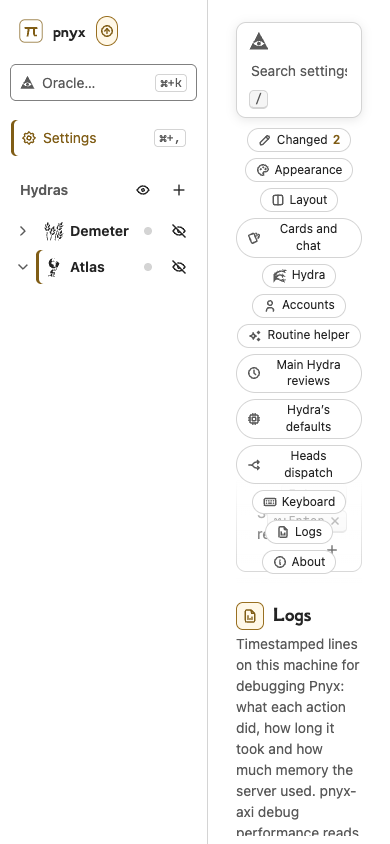 pnyx
Oracle...
⌘+k
Settings
⌘+,
Hydras
Demeter
Atlas
Search settings
/
Changed 2
Appearance
Layout
Cards and
chat
Hydra
Accounts
Routine helper
Main Hydra
reviews
Hydra's
defaults
Heads
dispatch
Keyboard
Logs
About
Logs
Timestamped lines
on this machine for
debugging Pnyx:
what each action
did, how long it
took and how
much memory the
server used. pnyx-
axi debug
performance reads